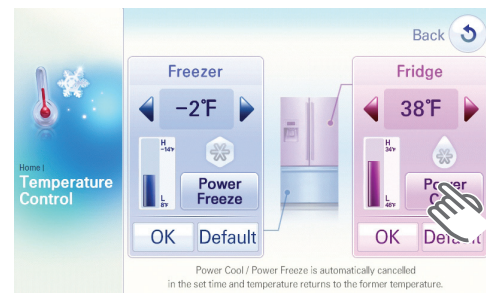 Back
Freezer
-2°F
H
-14°F
L
8°F
Power
Freeze
OK Default
Fridge
38°F
H
34°F
L
46°F
Power
OK
Home |
Temperature
Control
Power Cool / Power Freeze is automatically cancelled
in the set time and temperature returns to the former temperature.